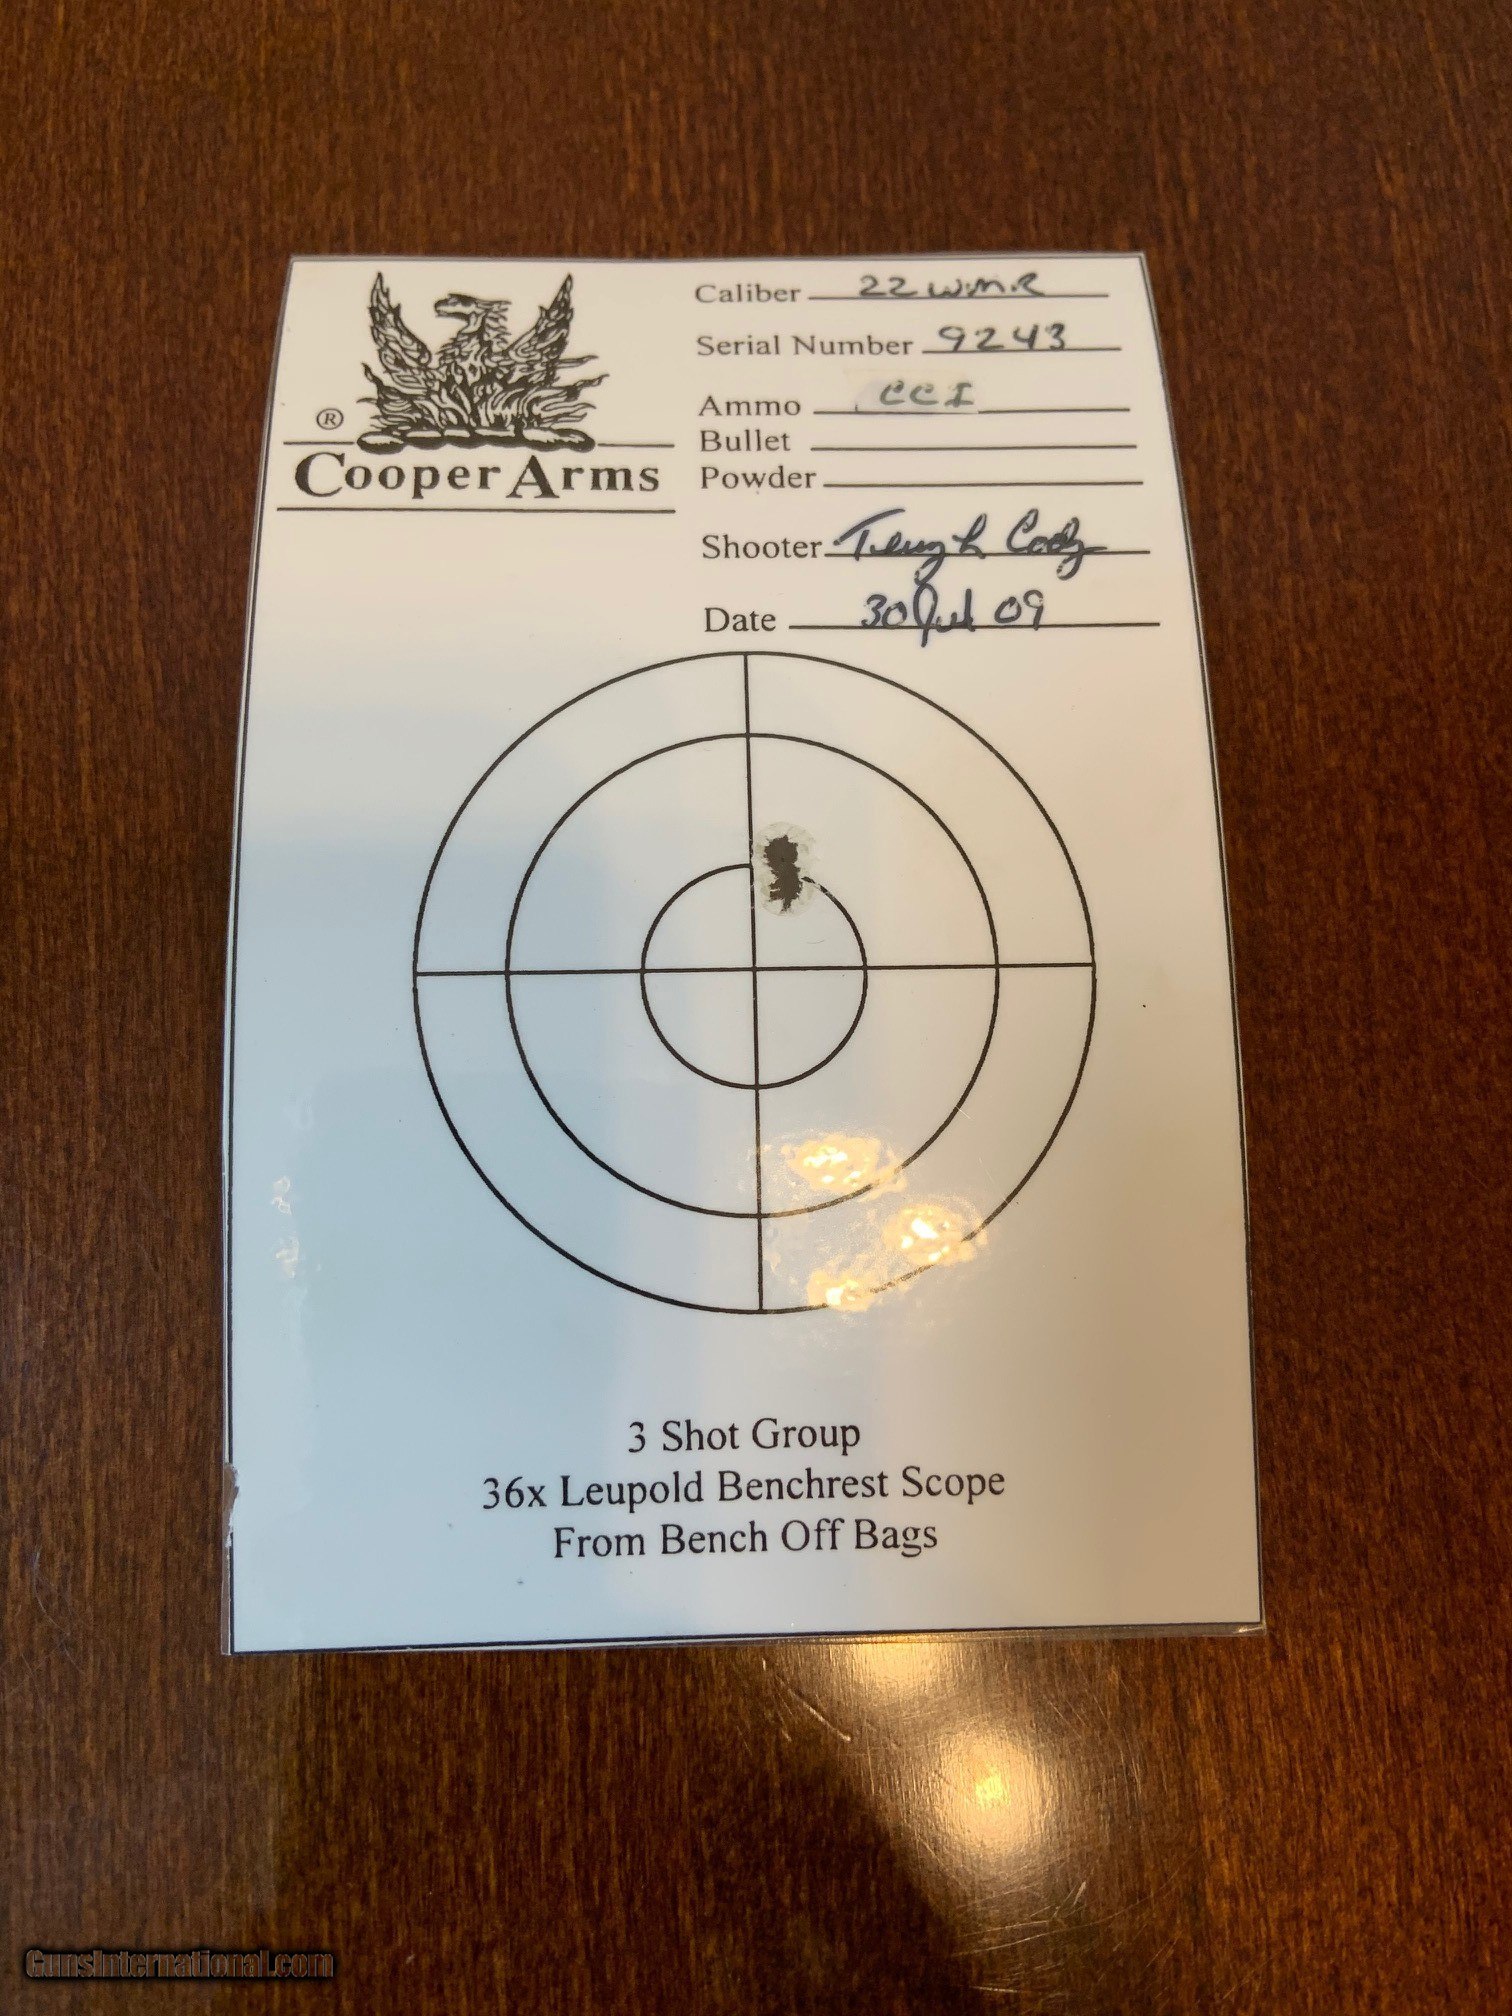 ®
Cooper Arms
Caliber 22 W.M.R
Serial Number 9243
Ammo CCI
Bullet
Powder
Shooter
Date 30 Jul 09
3 Shot Group
36x Leupold Benchrest Scope
From Bench Off Bags
GunsInternational.com